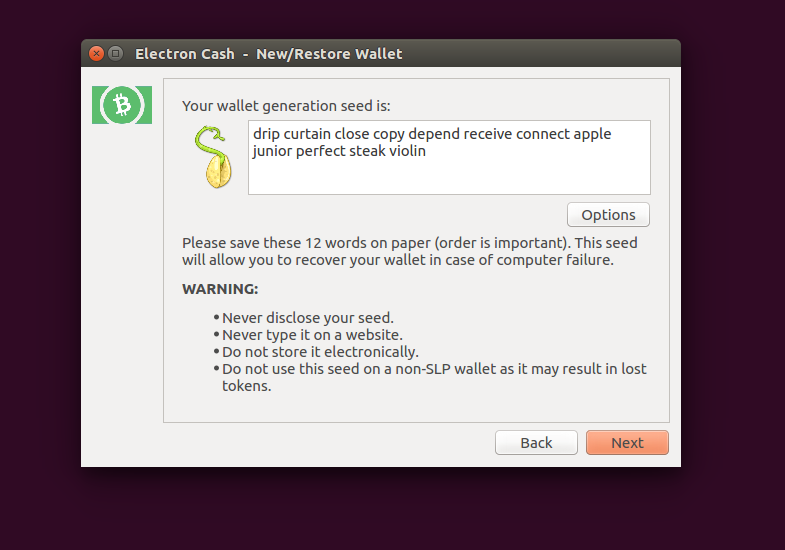 Electron Cash - New/Restore Wallet
Your wallet generation seed is:
drip curtain close copy depend receive connect apple
junior perfect steak violin
Options
Please save these 12 words on paper (order is important). This seed
will allow you to recover your wallet in case of computer failure.
WARNING:
Never disclose your seed.
Never type it on a website.
Do not store it electronically.
Do not use this seed on a non-SLP wallet as it may result in lost
tokens.
Back
Next